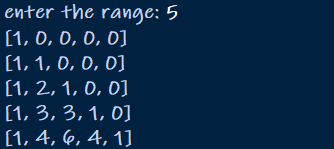 enter the range: 5
[1, 0, 0, 0, 0]
[1, 1, 0, 0, 0]
[1, 2, 1, 0, 0]
[1, 3, 3, 1, 0]
[1, 4, 6, 4, 1]